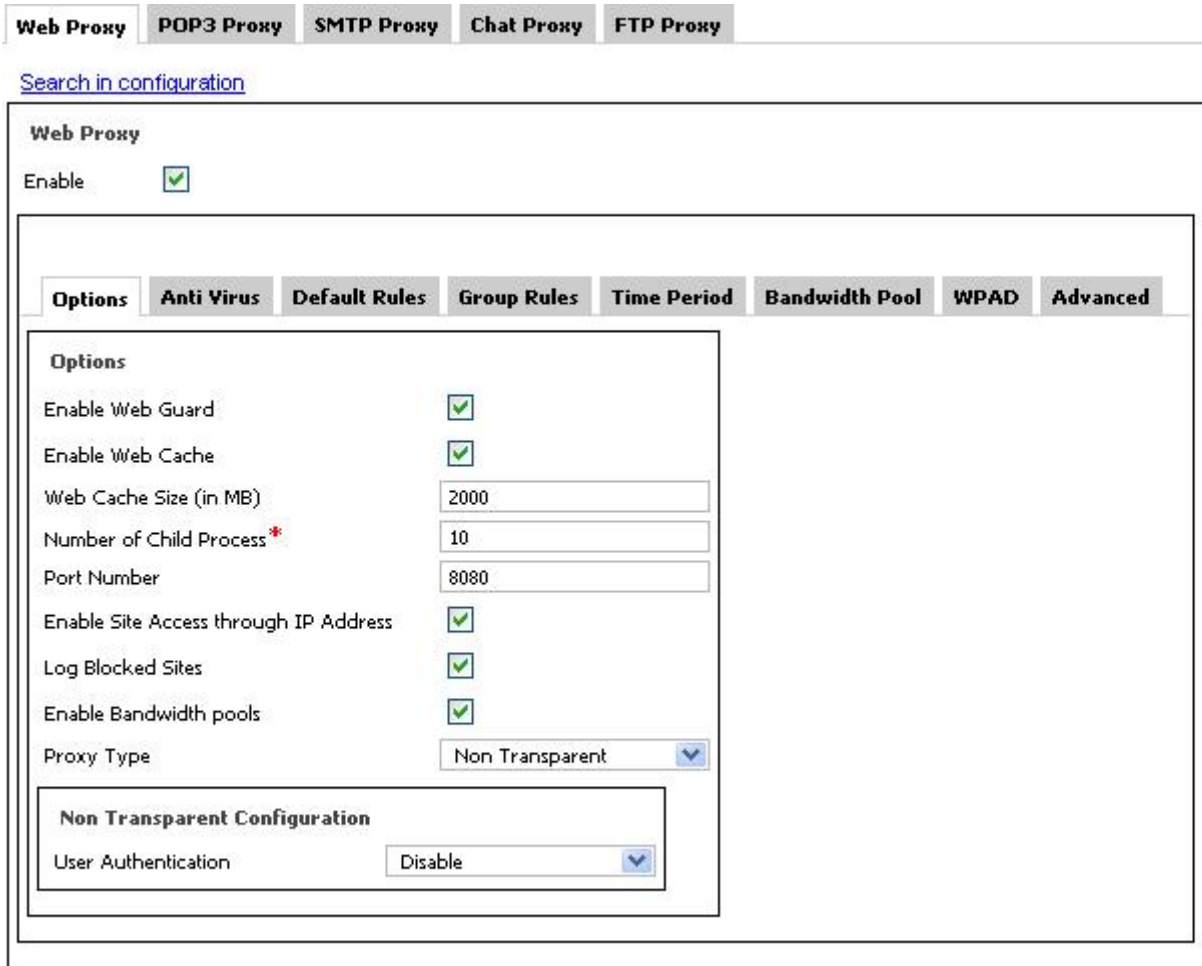 Web Proxy POP3 Proxy SMTP Proxy Chat Proxy FTP Proxy
Search in configuration
Web Proxy
Enable
Options Anti Virus Default Rules Group Rules Time Period Bandwidth Pool WPAD Advanced
Options
Enable Web Guard
Enable Web Cache
Web Cache Size (in MB) 2000
Number of Child Process* 10
Port Number 8080
Enable Site Access through IP Address
Log Blocked Sites
Enable Bandwidth pools
Proxy Type Non Transparent
Non Transparent Configuration
User Authentication Disable